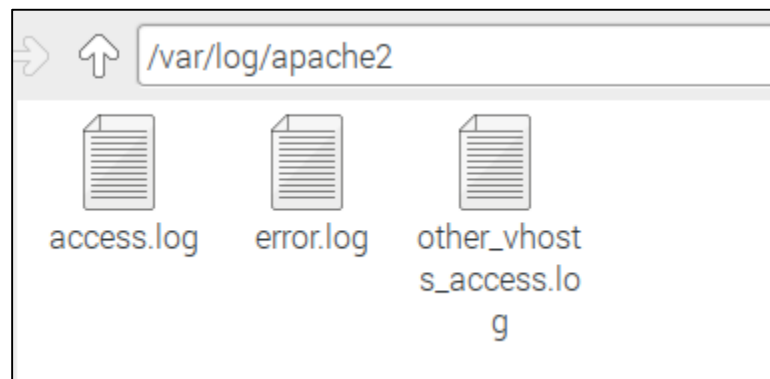 /var/log/apache2
access.log
error.log
other_vhost
s_access.lo
g